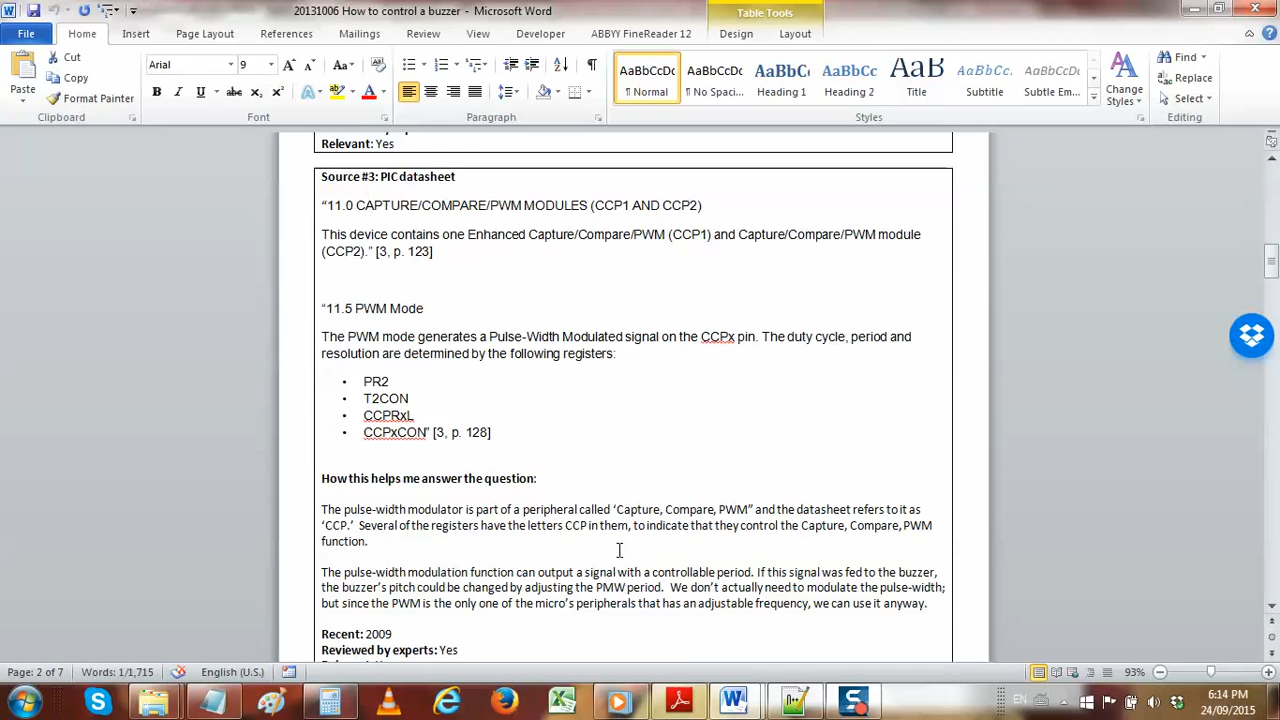 20131006 How to control a buzzer - Microsoft Word
Table Tools
File
Home
Insert
Page Layout
References
Mailings
Review
View
Developer
ABBYY FineReader 12
Design
Layout
Paste
Cut
Copy
Format Painter
Clipboard
Arial
9
Font
Paragraph
AaBbCcDc
¶ Normal
AaBbCcDc
¶ No Spaci...
AaBbCc
Heading 1
AaBbCc
Heading 2
AaB
Title
AaBbCc.
Subtitle
AaBbCcDc
Subtle Em...
Styles
Change
Styles
Find
Replace
Select
Editing
Relevant: Yes
Source #3: PIC datasheet
“11.0 CAPTURE/COMPARE/PWM MODULES (CCP1 AND CCP2)
This device contains one Enhanced Capture/Compare/PWM (CCP1) and Capture/Compare/PWM module
(CCP2).” [3, p. 123]
“11.5 PWM Mode
The PWM mode generates a Pulse-Width Modulated signal on the CCPx pin. The duty cycle, period and
resolution are determined by the following registers:
• PR2
• T2CON
• CCPRxL
• CCPxCON” [3, p. 128]
How this helps me answer the question:
The pulse-width modulator is part of a peripheral called ‘Capture, Compare, PWM” and the datasheet refers to it as
‘CCP.’ Several of the registers have the letters CCP in them, to indicate that they control the Capture, Compare, PWM
function.
The pulse-width modulation function can output a signal with a controllable period. If this signal was fed to the buzzer,
the buzzer’s pitch could be changed by adjusting the PMW period. We don’t actually need to modulate the pulse-width;
but since the PWM is the only one of the micro’s peripherals that has an adjustable frequency, we can use it anyway.
Recent: 2009
Reviewed by experts: Yes
Page: 2 of 7
Words: 1/1,715
English (U.S.)
93%
EN
6:14 PM
24/09/2015